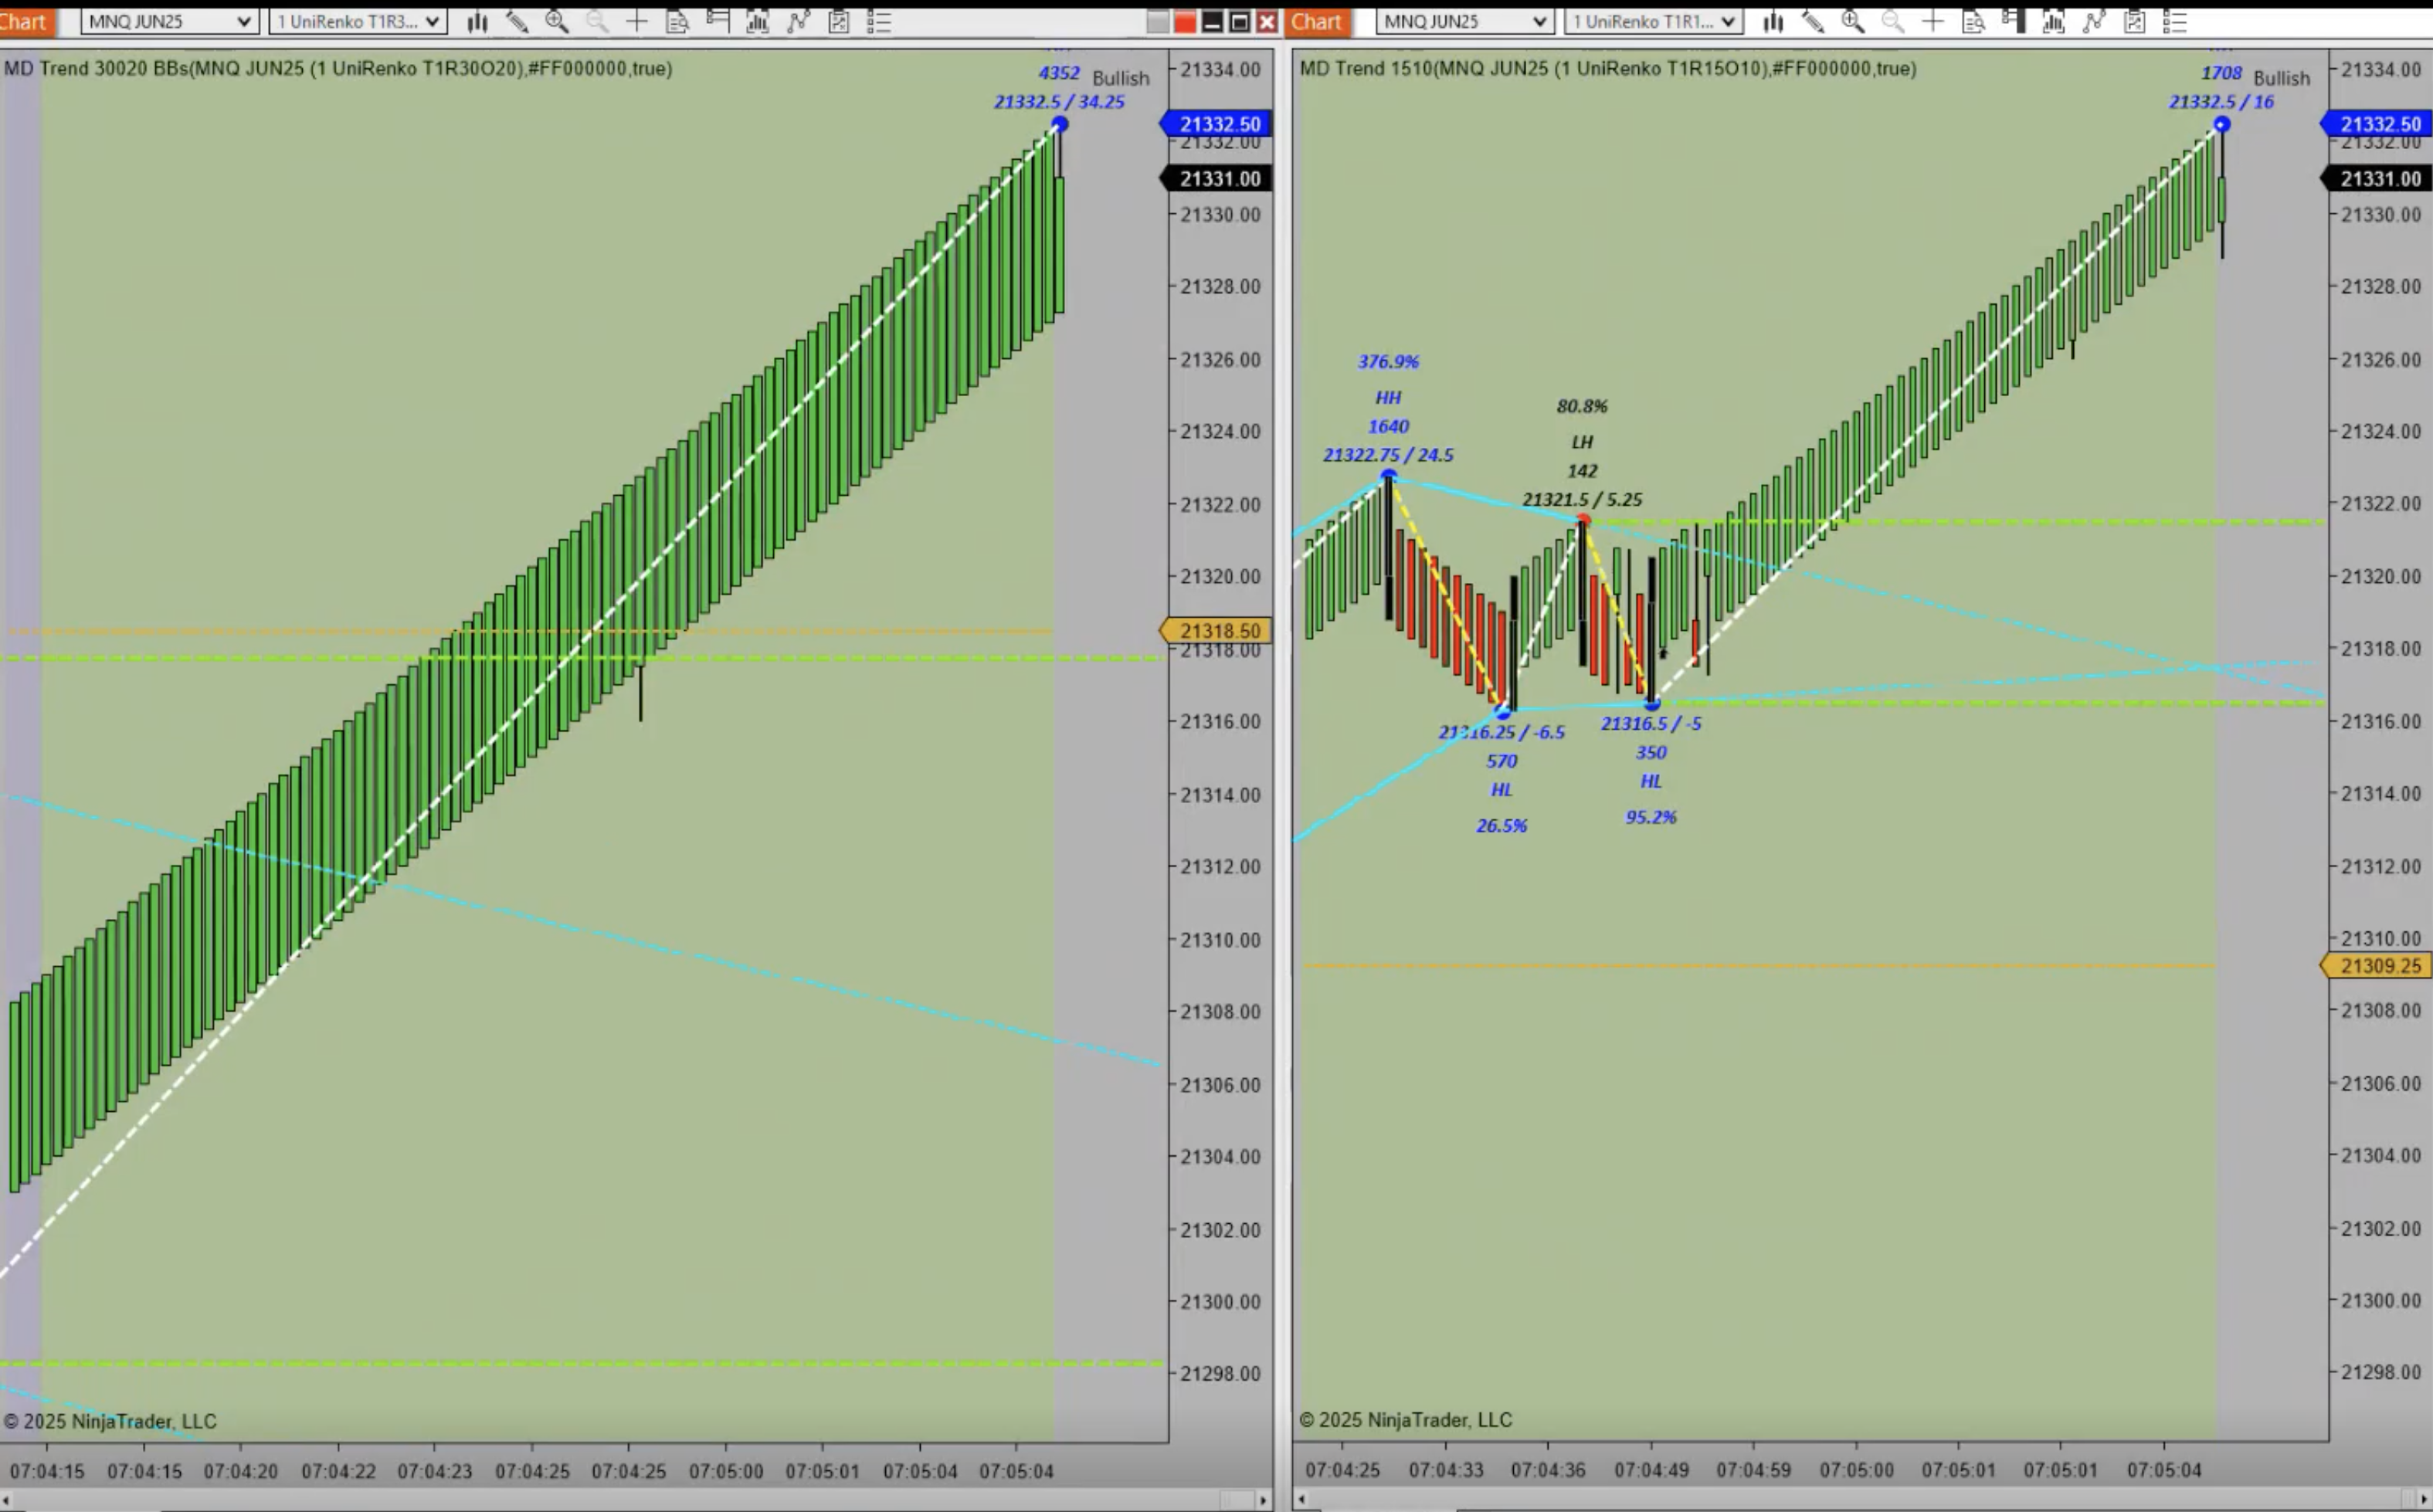 Chart
MNQ JUN25
1 UniRenko T1R3...
MD Trend 30020 BBs(MNQ JUN25 (1 UniRenko T1R30O20),#FF000000,true)
4352
Bullish
21332.5 / 34.25
21334.00
21332.50
21332.00
21331.00
21330.00
21328.00
21326.00
21324.00
21322.00
21320.00
21318.50
21318.00
21316.00
21314.00
21312.00
21310.00
21308.00
21306.00
21304.00
21302.00
21300.00
21298.00
© 2025 NinjaTrader, LLC
07:04:15 07:04:15 07:04:20 07:04:22 07:04:23 07:04:25 07:04:25 07:05:00 07:05:01 07:05:04 07:05:04
Chart
MNQ JUN25
1 UniRenko T1R1...
MD Trend 1510(MNQ JUN25 (1 UniRenko T1R15O10),#FF000000,true)
1708
Bullish
21332.5 / 16
376.9%
HH
1640
21322.75 / 24.5
80.8%
LH
142
21321.5 / 5.25
21316.25 / -6.5
570
HL
26.5%
21316.5 / -5
350
HL
95.2%
21334.00
21332.50
21332.00
21331.00
21330.00
21328.00
21326.00
21324.00
21322.00
21320.00
21318.00
21316.00
21314.00
21312.00
21310.00
21309.25
21308.00
21306.00
21304.00
21302.00
21300.00
21298.00
© 2025 NinjaTrader, LLC
07:04:25 07:04:33 07:04:36 07:04:49 07:04:59 07:05:00 07:05:01 07:05:01 07:05:04